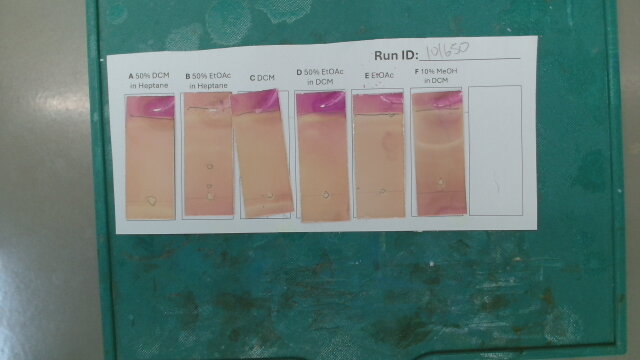 Run ID: 101650
A 50% DCM
in Heptane
B 50% EtOAc
in Heptane
C DCM
D 50% EtOAc
in DCM
E EtOAc
F 10% MeOH
in DCM